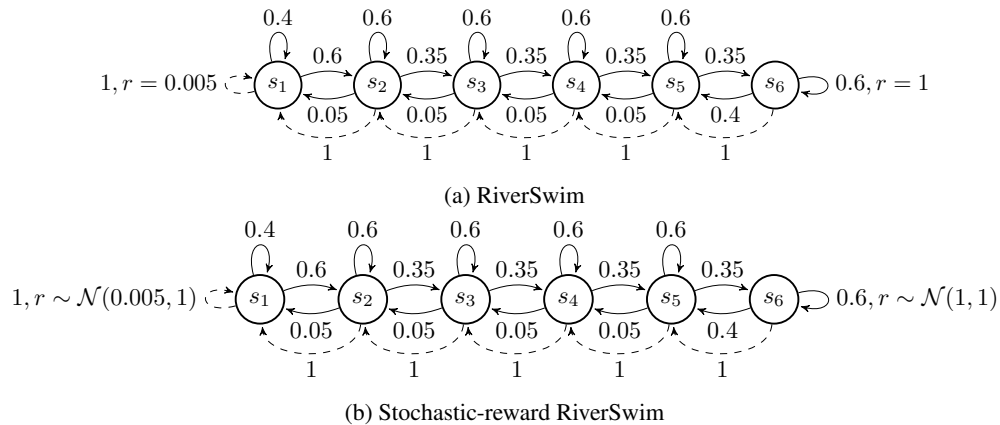 0.4 0.6 0.6 0.6 0.6
0.6 0.35 0.35 0.35 0.35
1, r = 0.005 s₁ s₂ s₃ s₄ s₅ s₆ 0.6, r = 1
0.05 0.05 0.05 0.05 0.4
1 1 1 1 1
(a) RiverSwim
0.4 0.6 0.6 0.6 0.6
0.6 0.35 0.35 0.35 0.35
1, r ∼ 𝒩(0.005, 1) s₁ s₂ s₃ s₄ s₅ s₆ 0.6, r ∼ 𝒩(1, 1)
0.05 0.05 0.05 0.05 0.4
1 1 1 1 1
(b) Stochastic-reward RiverSwim